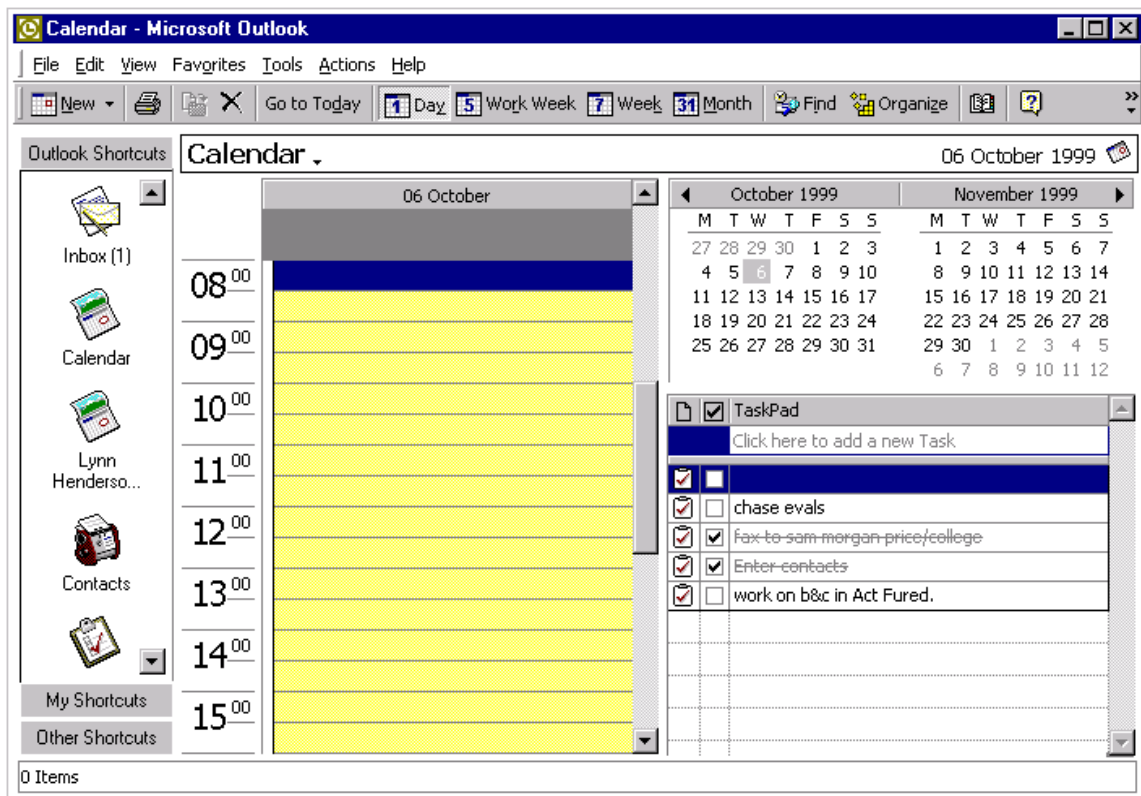 Calendar - Microsoft Outlook
File Edit View Favorites Tools Actions Help
New Go to Today 1 Day 5 Work Week 7 Week 31 Month Find Organize
Outlook Shortcuts
Calendar
06 October 1999
Inbox (1)
Calendar
Lynn
Henderso...
Contacts
My Shortcuts
Other Shortcuts
06 October
08 00
09 00
10 00
11 00
12 00
13 00
14 00
15 00
October 1999
M T W T F S S
27 28 29 30 1 2 3
4 5 6 7 8 9 10
11 12 13 14 15 16 17
18 19 20 21 22 23 24
25 26 27 28 29 30 31
November 1999
M T W T F S S
1 2 3 4 5 6 7
8 9 10 11 12 13 14
15 16 17 18 19 20 21
22 23 24 25 26 27 28
29 30 1 2 3 4 5
6 7 8 9 10 11 12
TaskPad
Click here to add a new Task
chase evals
fax to sam morgan price/college
Enter contacts
work on b&c in Act Fured.
0 Items